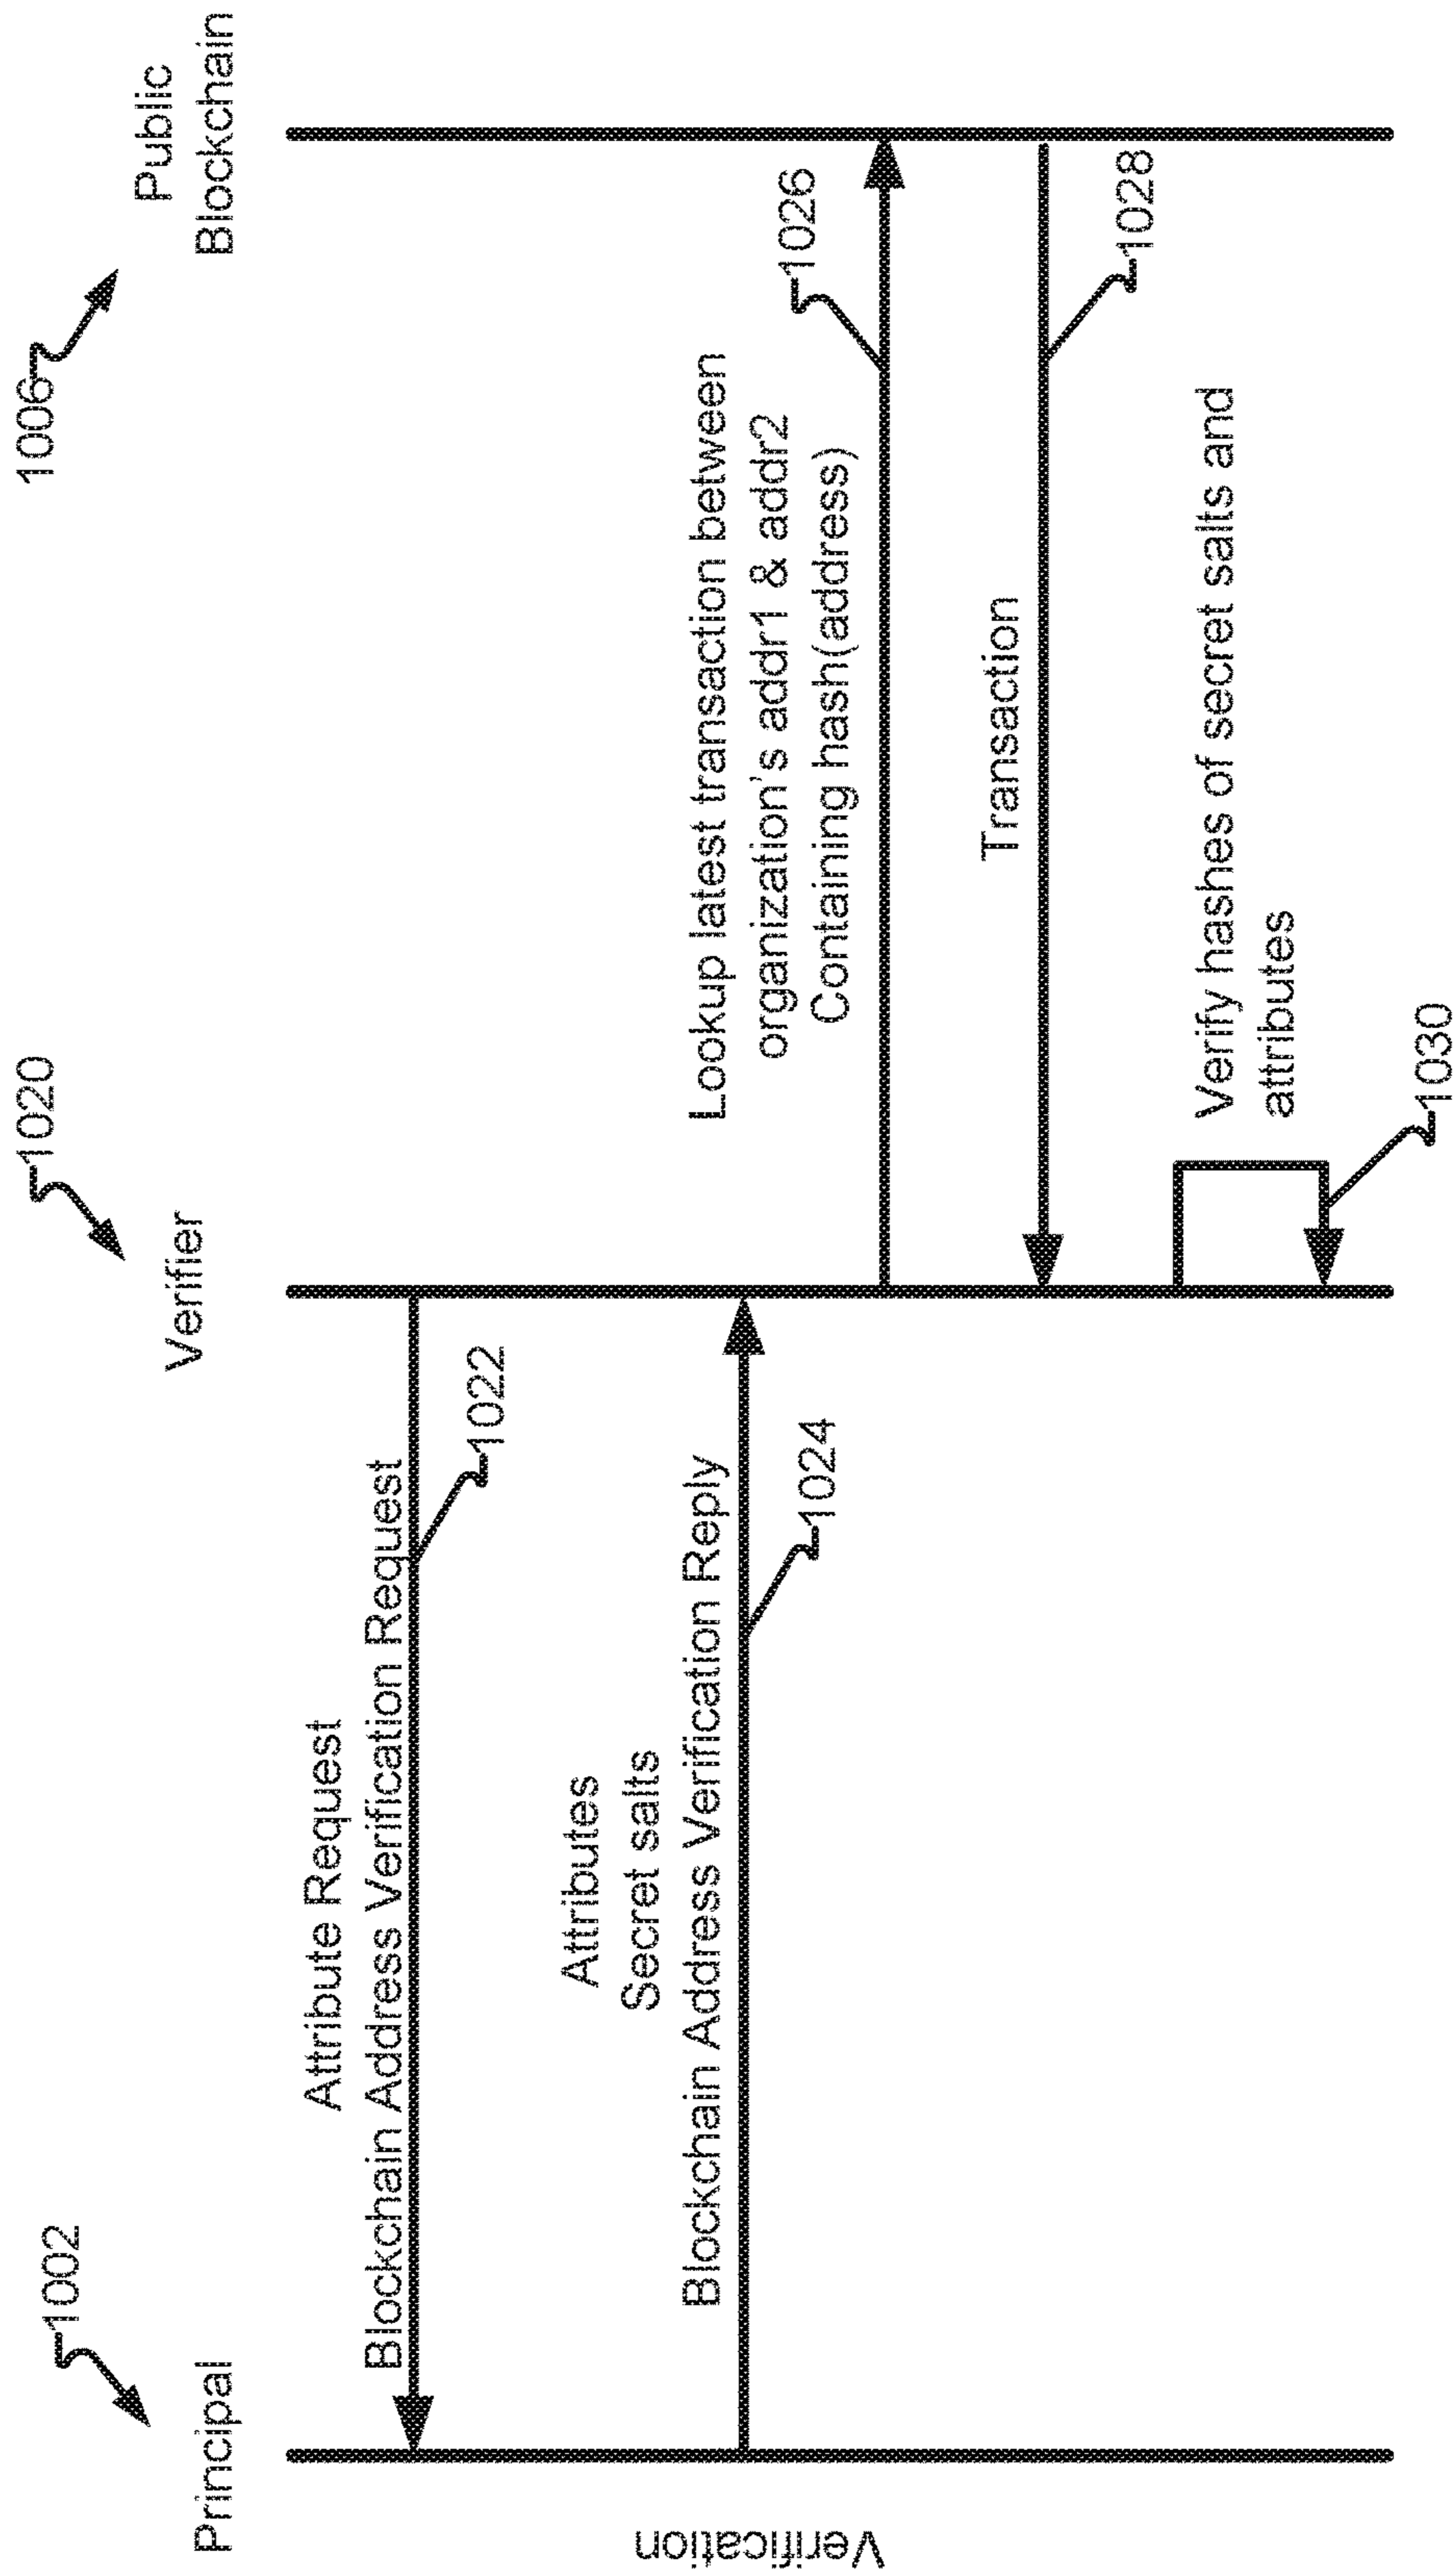 1002
Principal
1020
Verifier
1006
Public
Blockchain
Verification
Attribute Request
Blockchain Address Verification Request
1022
Attributes
Secret salts
Blockchain Address Verification Reply
1024
Lookup latest transaction between
organization's addr1 & addr2
Containing hash(address)
1026
Transaction
1028
Verify hashes of secret salts and
attributes
1030